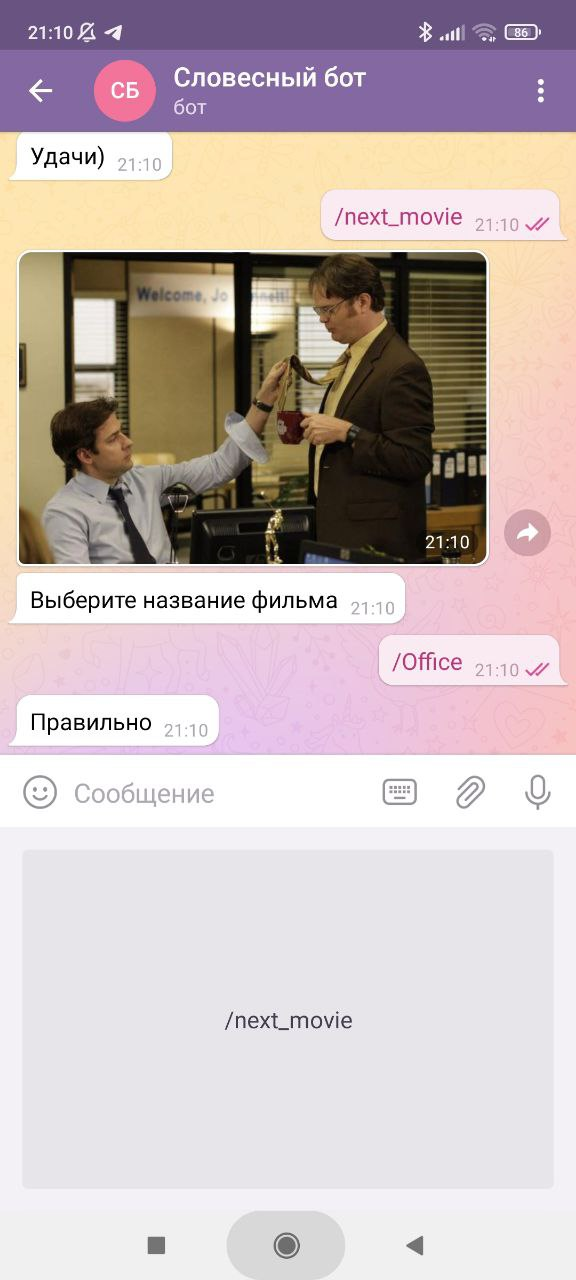 21:10
86
СБ
Словесный бот
бот
Удачи) 21:10
/next_movie 21:10
Welcome, Jo
21:10
Выберите название фильма 21:10
/Office 21:10
Правильно 21:10
Сообщение
/next_movie